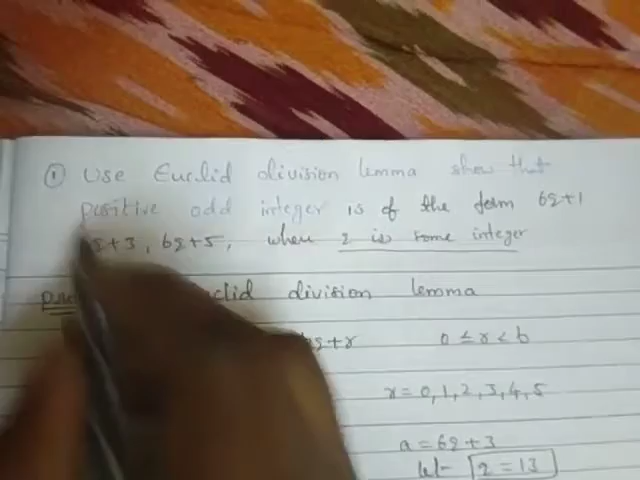 ① Use Euclid division lemma show that
positive odd integer is of the form 6q+1
q+3, 6q+5, where q is some integer
clid division lemma
q+r 0 ≤ r < b
r = 0, 1, 2, 3, 4, 5
a = 6q + 3
let q = 13